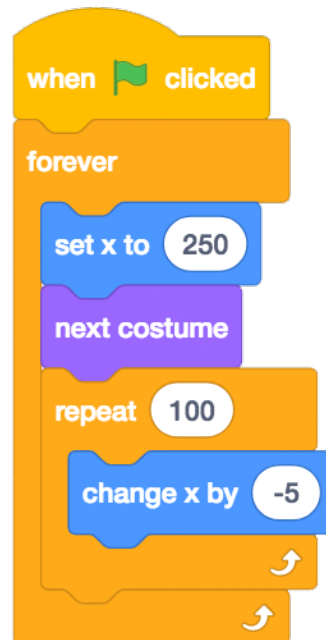 when clicked
forever
set x to 250
next costume
repeat 100
change x by -5